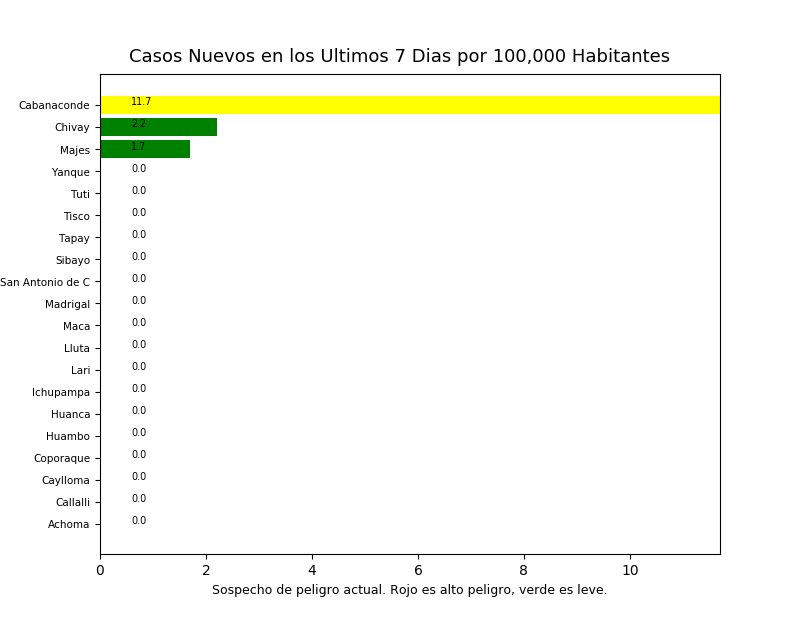 Casos Nuevos en los Ultimos 7 Dias por 100,000 Habitantes
Cabanaconde 11.7
Chivay 2.2
Majes 1.7
Yanque 0.0
Tuti 0.0
Tisco 0.0
Tapay 0.0
Sibayo 0.0
San Antonio de C 0.0
Madrigal 0.0
Maca 0.0
Lluta 0.0
Lari 0.0
Ichupampa 0.0
Huanca 0.0
Huambo 0.0
Coporaque 0.0
Caylloma 0.0
Callalli 0.0
Achoma 0.0
0 2 4 6 8 10
Sospecho de peligro actual. Rojo es alto peligro, verde es leve.